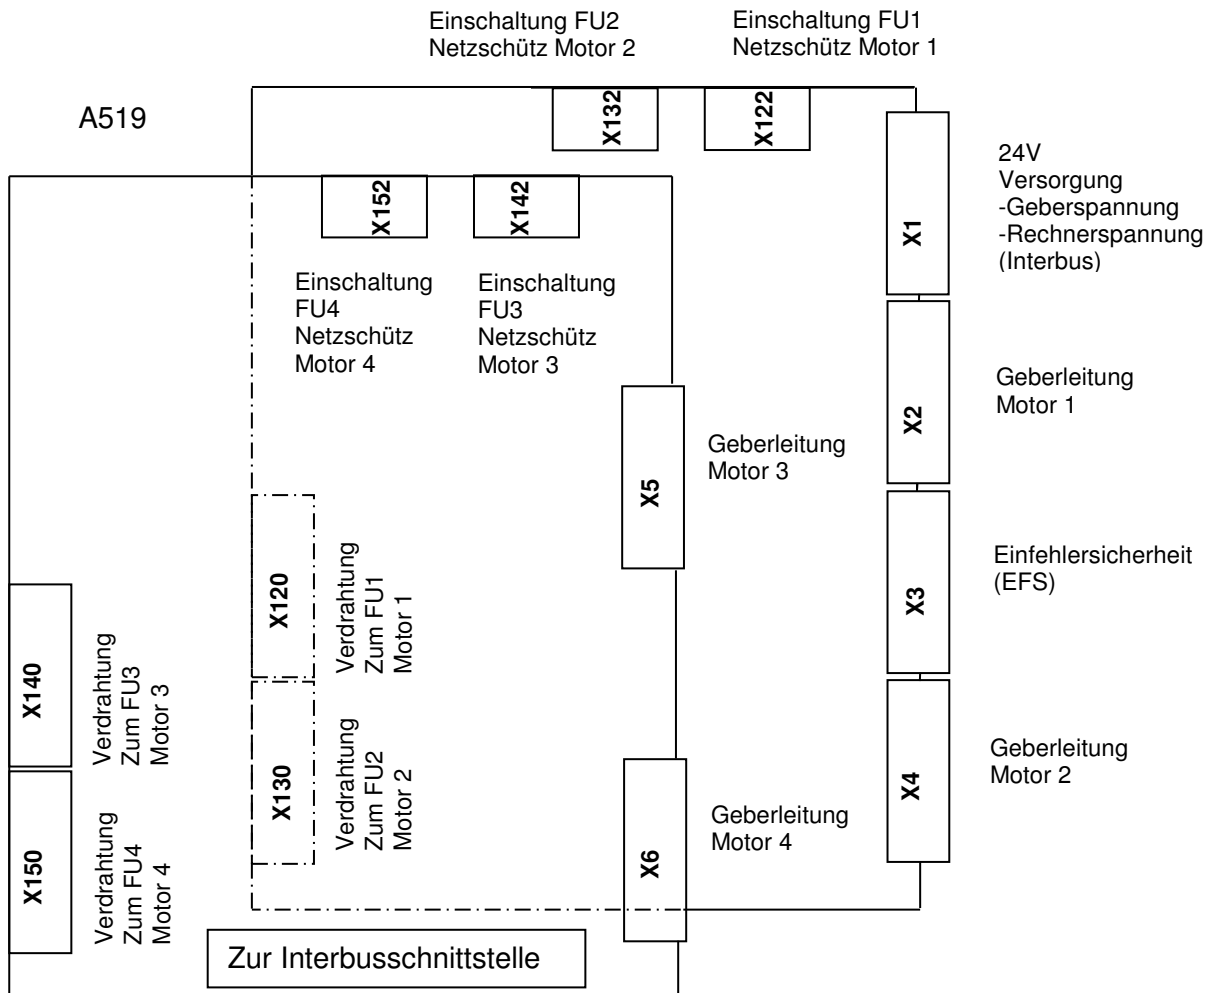 Einschaltung FU2
Netzschütz Motor 2
Einschaltung FU1
Netzschütz Motor 1
A519
X132
X122
X152
X142
X1
24V
Versorgung
-Geberspannung
-Rechnerspannung
(Interbus)
Einschaltung
FU4
Netzschütz
Motor 4
Einschaltung
FU3
Netzschütz
Motor 3
X2
Geberleitung
Motor 1
X5
Geberleitung
Motor 3
X3
Einfehlersicherheit
(EFS)
X120
Verdrahtung
Zum FU1
Motor 1
X140
Verdrahtung
Zum FU3
Motor 3
X130
Verdrahtung
Zum FU2
Motor 2
X4
Geberleitung
Motor 2
X6
Geberleitung
Motor 4
X150
Verdrahtung
Zum FU4
Motor 4
Zur Interbusschnittstelle